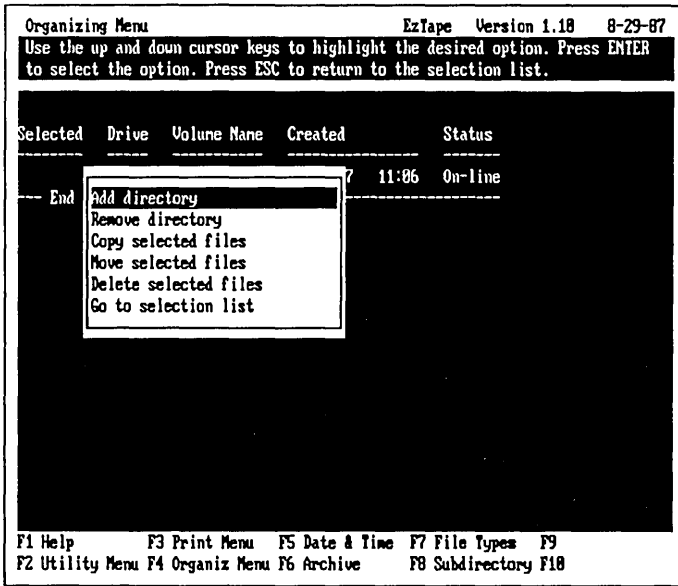 Organizing Menu EzTape Version 1.10 8-29-87
Use the up and down cursor keys to highlight the desired option. Press ENTER
to select the option. Press ESC to return to the selection list.
Selected Drive Volume Name Created Status
7 11:06 On-line
--- End
Add directory
Remove directory
Copy selected files
Move selected files
Delete selected files
Go to selection list
F1 Help F3 Print Menu F5 Date & Time F7 File Types F9
F2 Utility Menu F4 Organiz Menu F6 Archive F8 Subdirectory F10